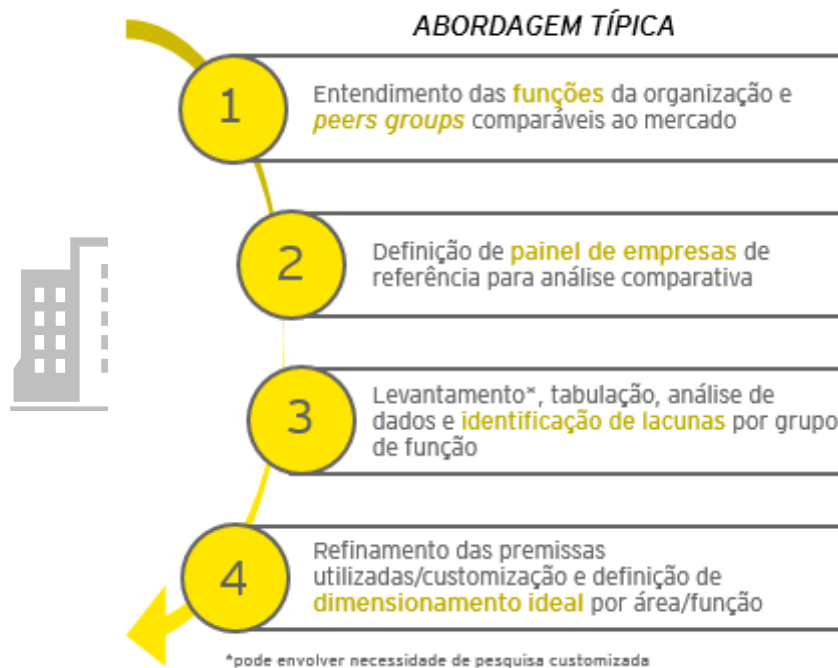 ABORDAGEM TÍPICA
1
Entendimento das funções da organização e
peers groups comparáveis ao mercado
2
Definição de painel de empresas de
referência para análise comparativa
3
Levantamento*, tabulação, análise de
dados e identificação de lacunas por grupo
de função
4
Refinamento das premissas
utilizadas/customização e definição de
dimensionamento ideal por área/função
*pode envolver necessidade de pesquisa customizada